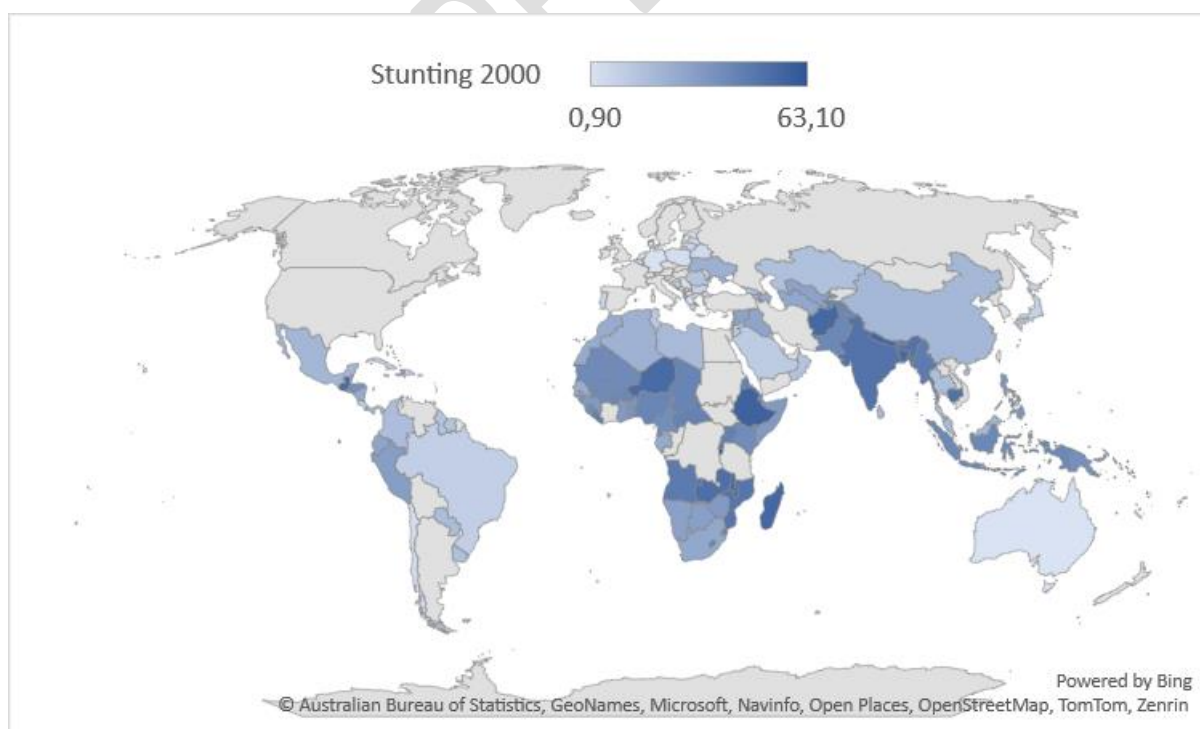 Stunting 2000
0,90 63,10
Powered by Bing
© Australian Bureau of Statistics, GeoNames, Microsoft, Navinfo, Open Places, OpenStreetMap, TomTom, Zenrin